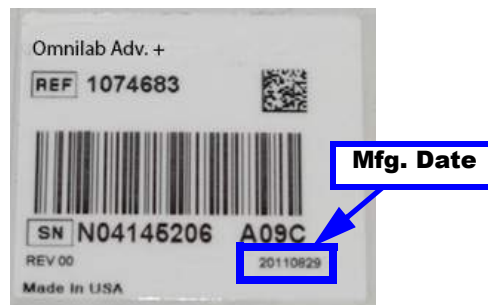 Omnilab Adv. +
REF 1074683
Mfg. Date
SN N04145206 A09C
REV 00 20110829
Made In USA